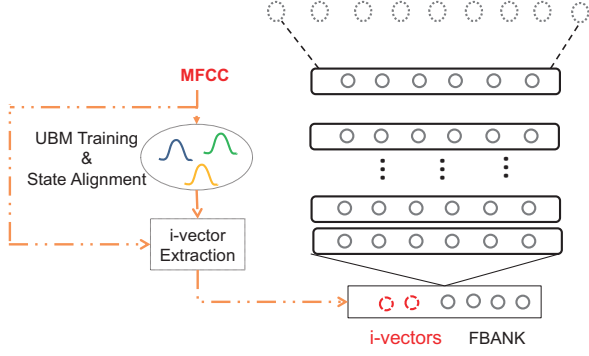 MFCC
UBM Training
&
State Alignment
i-vector
Extraction
i-vectors FBANK